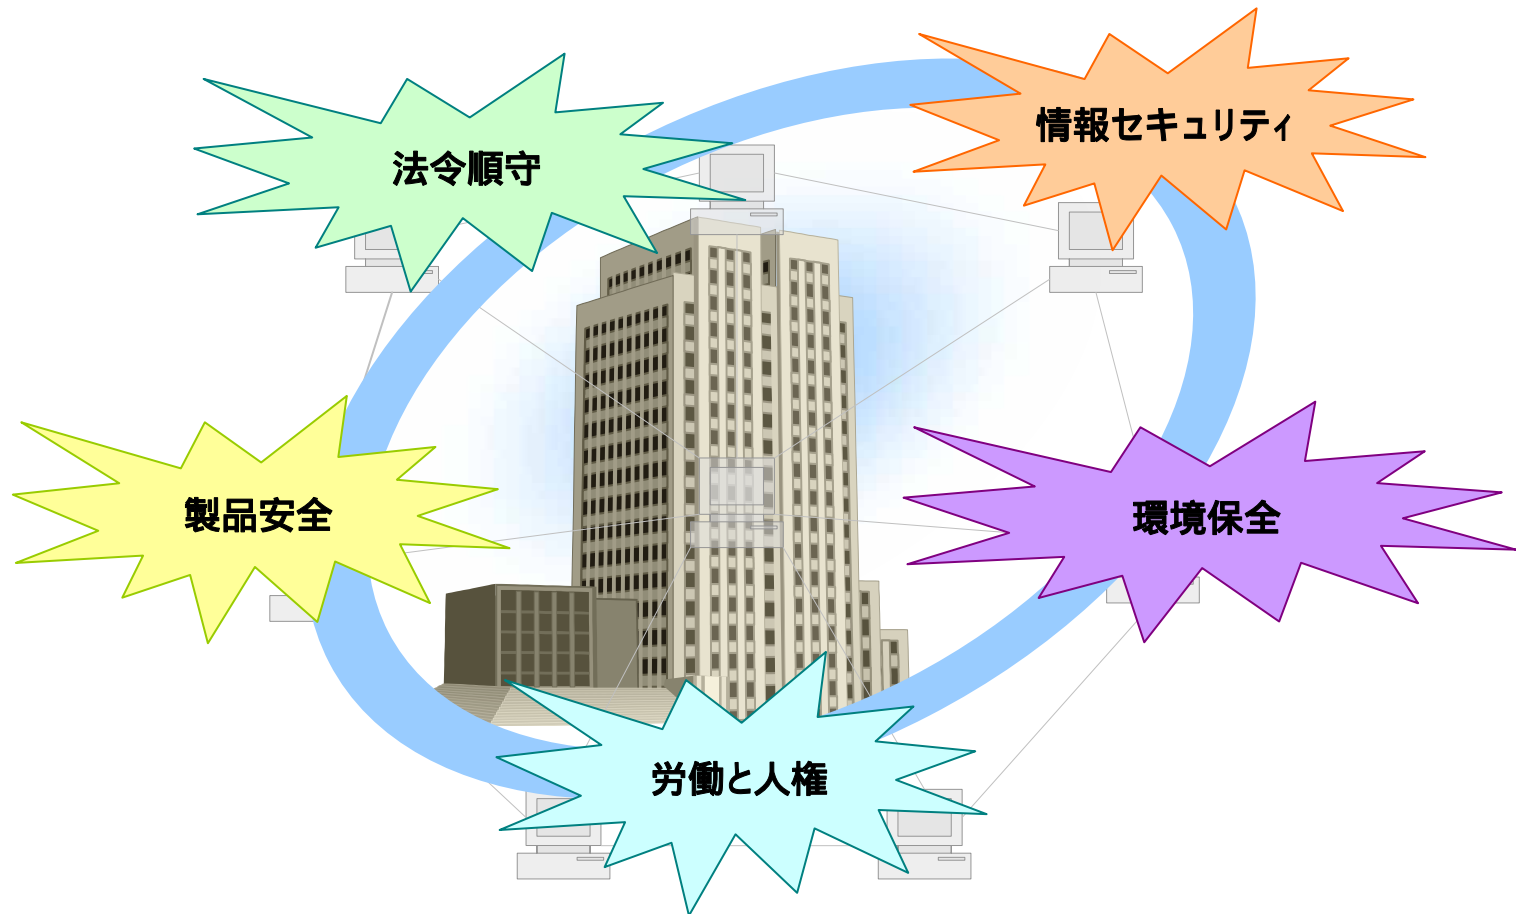 情報セキュリティ
法令順守
製品安全
環境保全
労働と人権